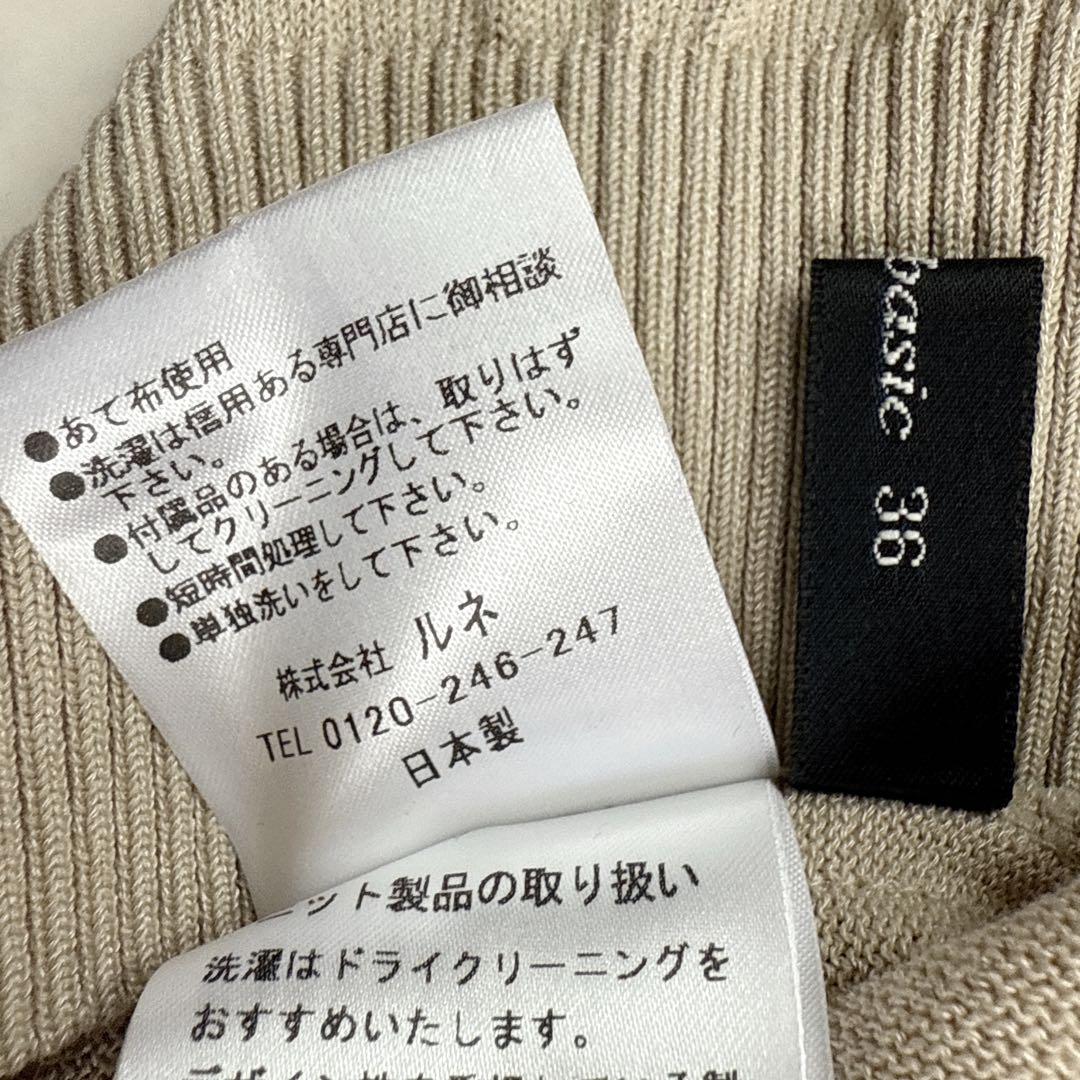 ●あて布使用
●洗濯は信用ある専門店に御相談
下さい。
●付属品のある場合は、取りはず
してクリーニングして下さい。
●短時間処理して下さい。
●単独洗いをして下さい。
株式会社 ルネ
TEL 0120-246-247
日本製
ニット製品の取り扱い
洗濯はドライクリーニングを
おすすめいたします。
basic 36